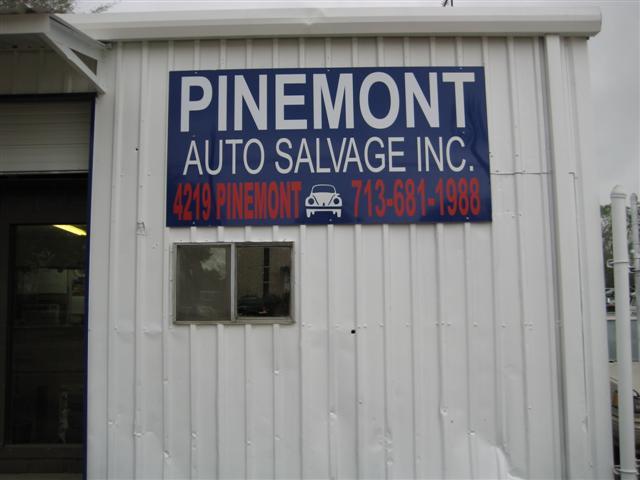 PINEMONT
AUTO SALVAGE INC.
4219 PINEMONT 713-681-1988